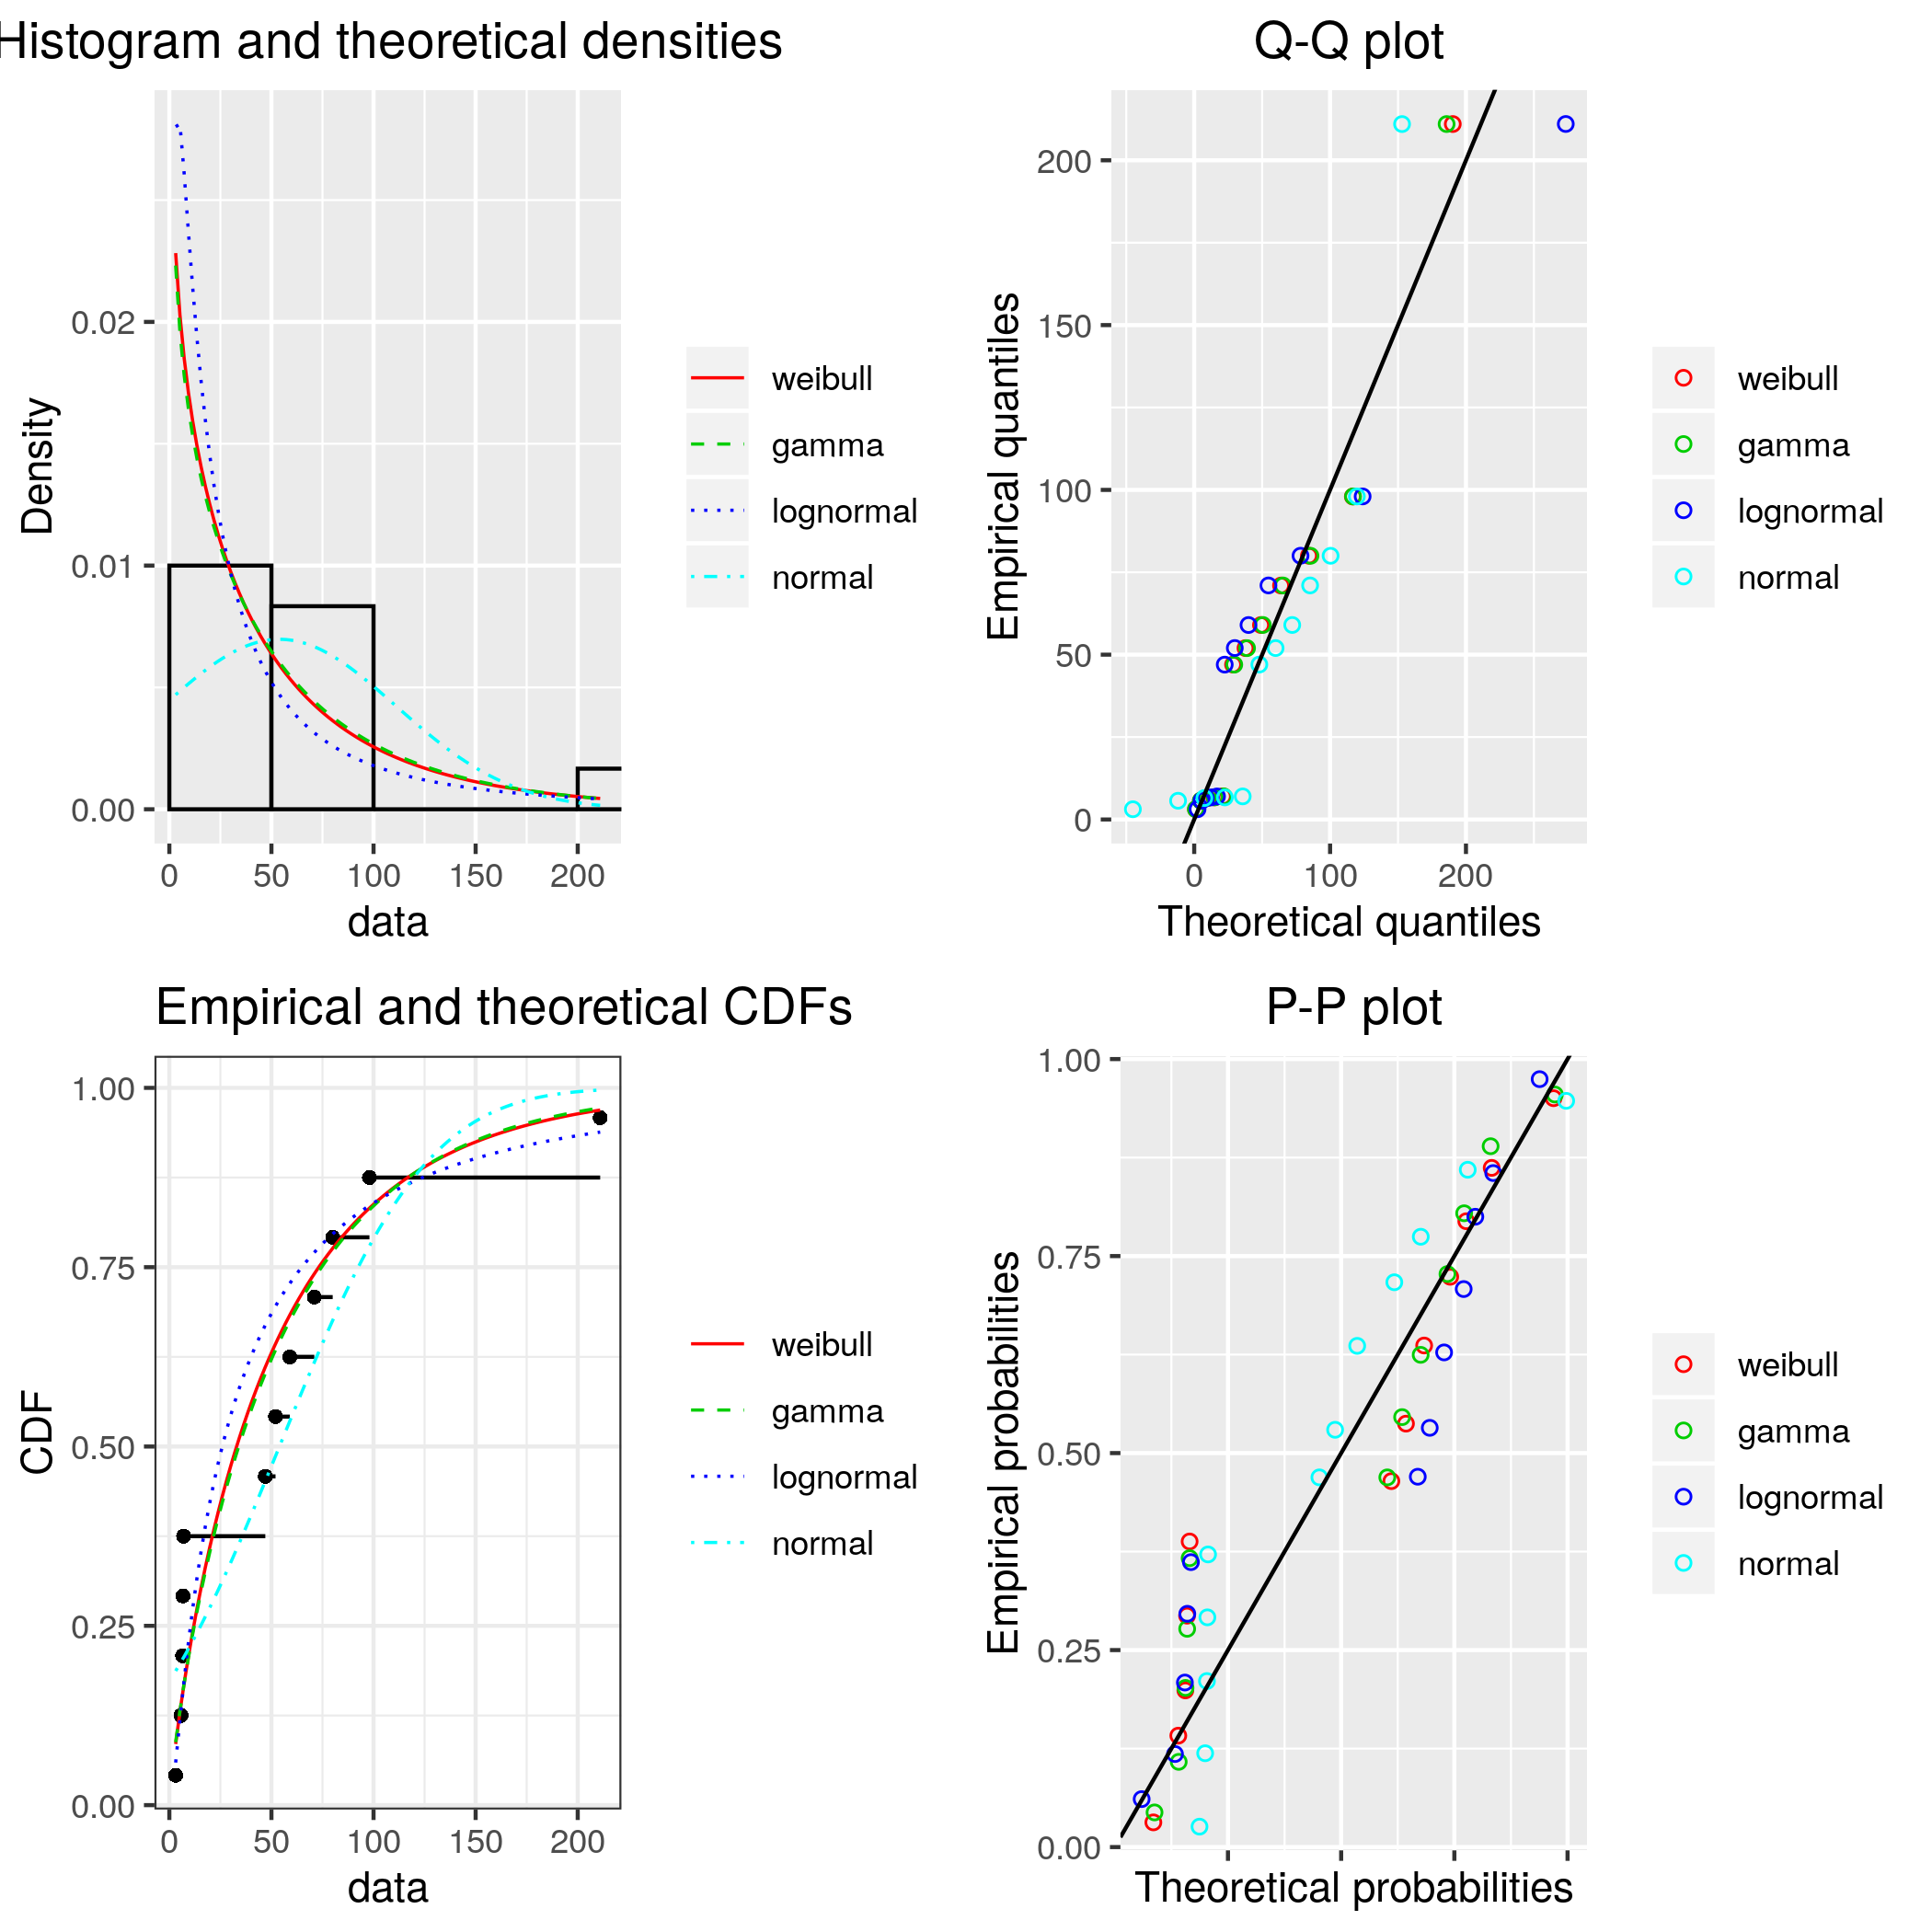 Histogram and theoretical densities
Density
0.02
0.01
0.00
0 50 100 150 200
data
weibull
gamma
lognormal
normal
Q-Q plot
Empirical quantiles
200
150
100
50
0
0 100 200
Theoretical quantiles
weibull
gamma
lognormal
normal
Empirical and theoretical CDFs
CDF
1.00
0.75
0.50
0.25
0.00
0 50 100 150 200
data
weibull
gamma
lognormal
normal
P-P plot
Empirical probabilities
1.00
0.75
0.50
0.25
0.00
Theoretical probabilities
weibull
gamma
lognormal
normal